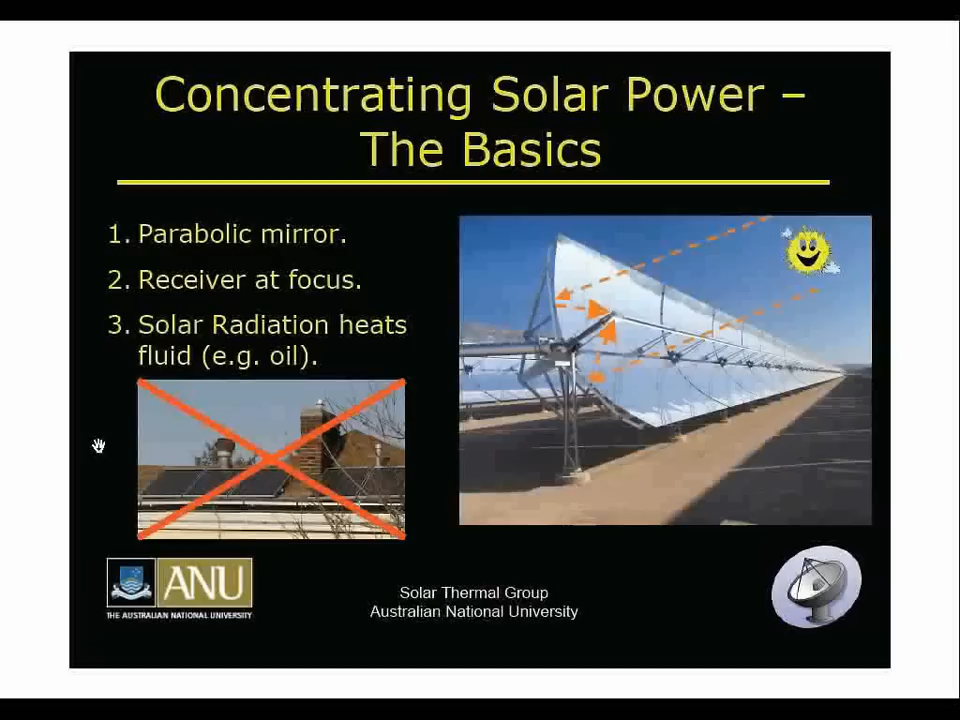 Concentrating Solar Power –
The Basics
1. Parabolic mirror.
2. Receiver at focus.
3. Solar Radiation heats
fluid (e.g. oil).
ANU
THE AUSTRALIAN NATIONAL UNIVERSITY
Solar Thermal Group
Australian National University